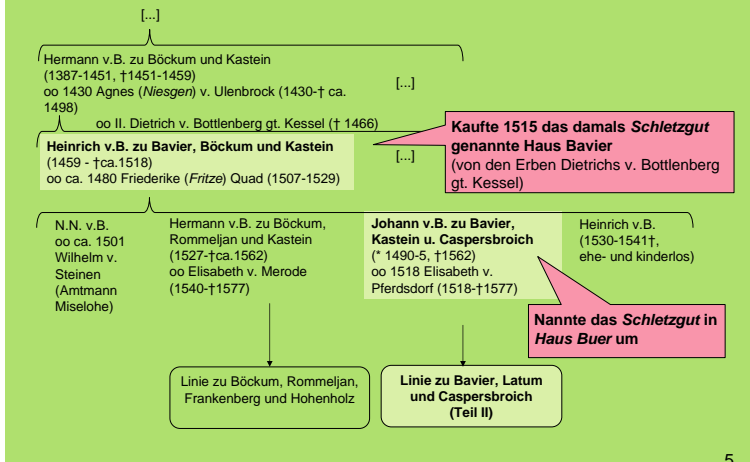 [...]
Hermann v.B. zu Böckum und Kastein
(1387-1451, †1451-1459)
oo 1430 Agnes (Niesgen) v. Ulenbrock (1430-† ca.
1498)
oo II. Dietrich v. Bottlenberg gt. Kessel († 1466)
[...]
Heinrich v.B. zu Bavier, Böckum und Kastein
(1459 - †ca.1518)
oo ca. 1480 Friederike (Fritze) Quad (1507-1529)
[...]
Kaufte 1515 das damals Schletzgut
genannte Haus Bavier
(von den Erben Dietrichs v. Bottlenberg
gt. Kessel)
N.N. v.B.
oo ca. 1501
Wilhelm v.
Steinen
(Amtmann
Miselohe)
Hermann v.B. zu Böckum,
Rommeljan und Kastein
(1527-†ca.1562)
oo Elisabeth v. Merode
(1540-†1577)
Johann v.B. zu Bavier,
Kastein u. Caspersbroich
(* 1490-5, †1562)
oo 1518 Elisabeth v.
Pferdsdorf (1518-†1577)
Heinrich v.B.
(1530-1541†,
ehe- und kinderlos)
Nannte das Schletzgut in
Haus Buer um
Linie zu Böckum, Rommeljan,
Frankenberg und Hohenholz
Linie zu Bavier, Latum
und Caspersbroich
(Teil II)
5